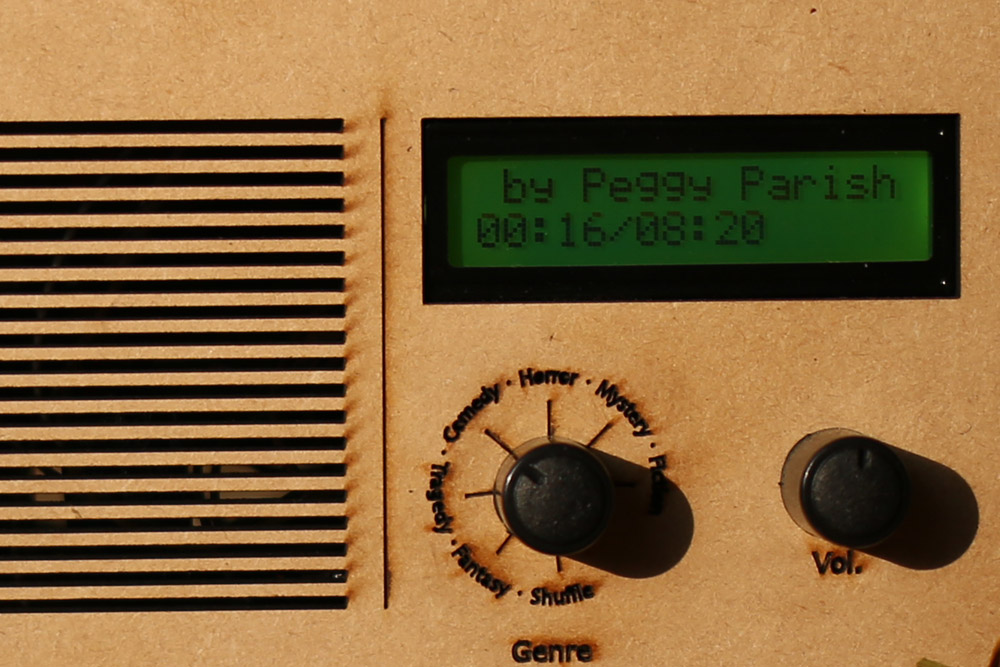 by Peggy Parish
00:16/08:20
Comedy · Horror · Mystery ·
Tragedy · Fantasy · Shuffle
Vol.
Genre